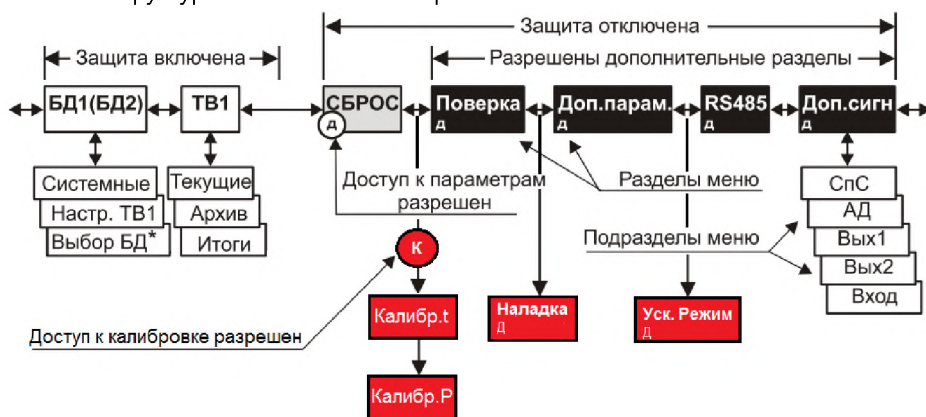 Защита отключена
Защита включена
Разрешены дополнительные разделы
БД1(БД2)
ТВ1
СБРОС
д
Поверка
д
Доп.парам.
д
RS485
д
Доп.сигн
д
Системные
Настр. ТВ1
Выбор БД*
Текущие
Архив
Итоги
Доступ к параметрам
разрешен
Разделы меню
Подразделы меню
СпС
АД
Вых1
Вых2
Вход
К
Доступ к калибровке разрешен
Калибр.t
Калибр.P
Наладка
Д
Уск. Режим
Д